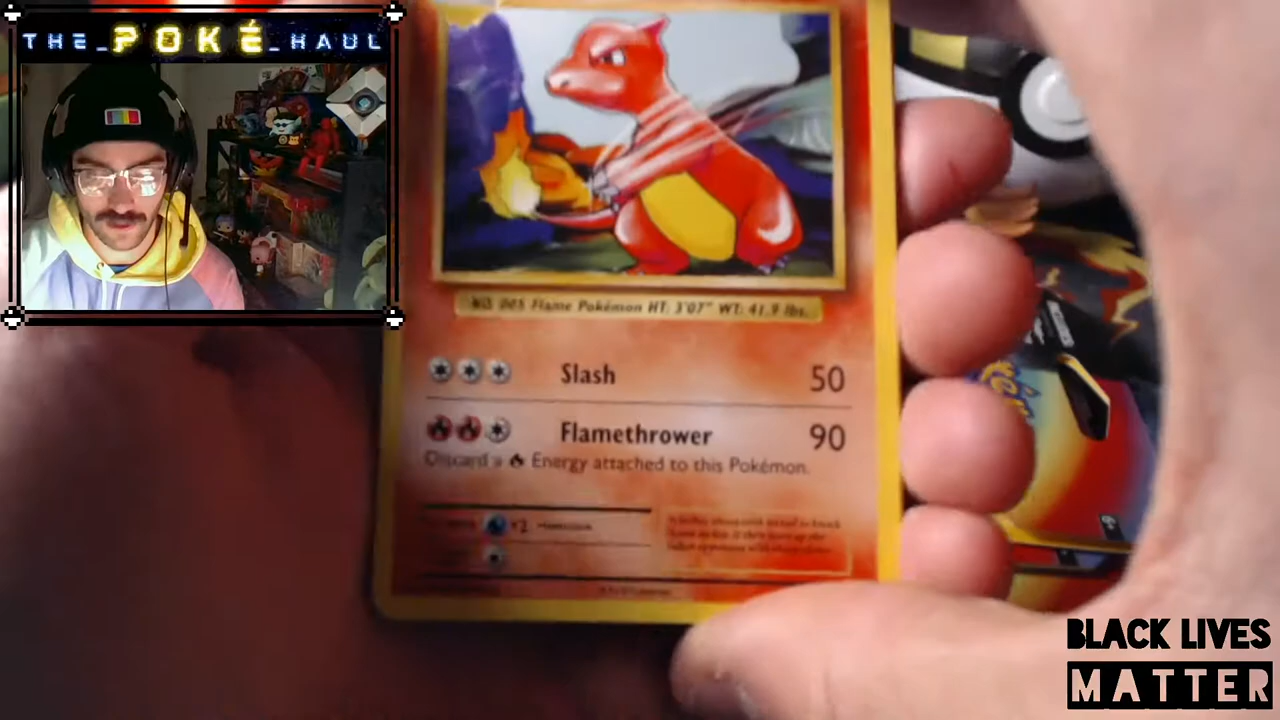 THE_POKÉ_HAUL
NO. 005 Flame Pokémon HT: 3'07" WT: 41.9 lbs.
Slash 50
Flamethrower 90
Discard a Energy attached to this Pokémon.
×2
BLACK LIVES
MATTER